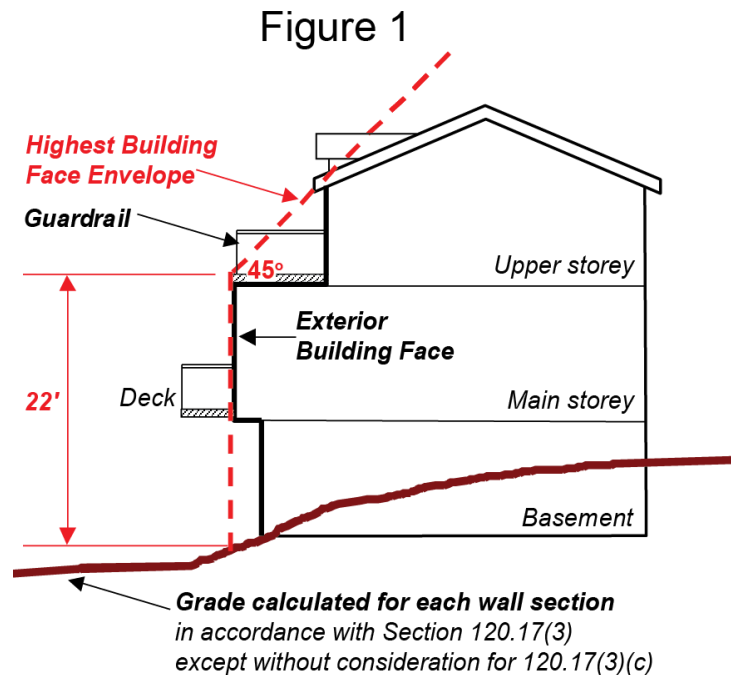 Figure 1
Highest Building
Face Envelope
Guardrail
45°
Upper storey
Exterior
Building Face
22'
Deck
Main storey
Basement
Grade calculated for each wall section
in accordance with Section 120.17(3)
except without consideration for 120.17(3)(c)